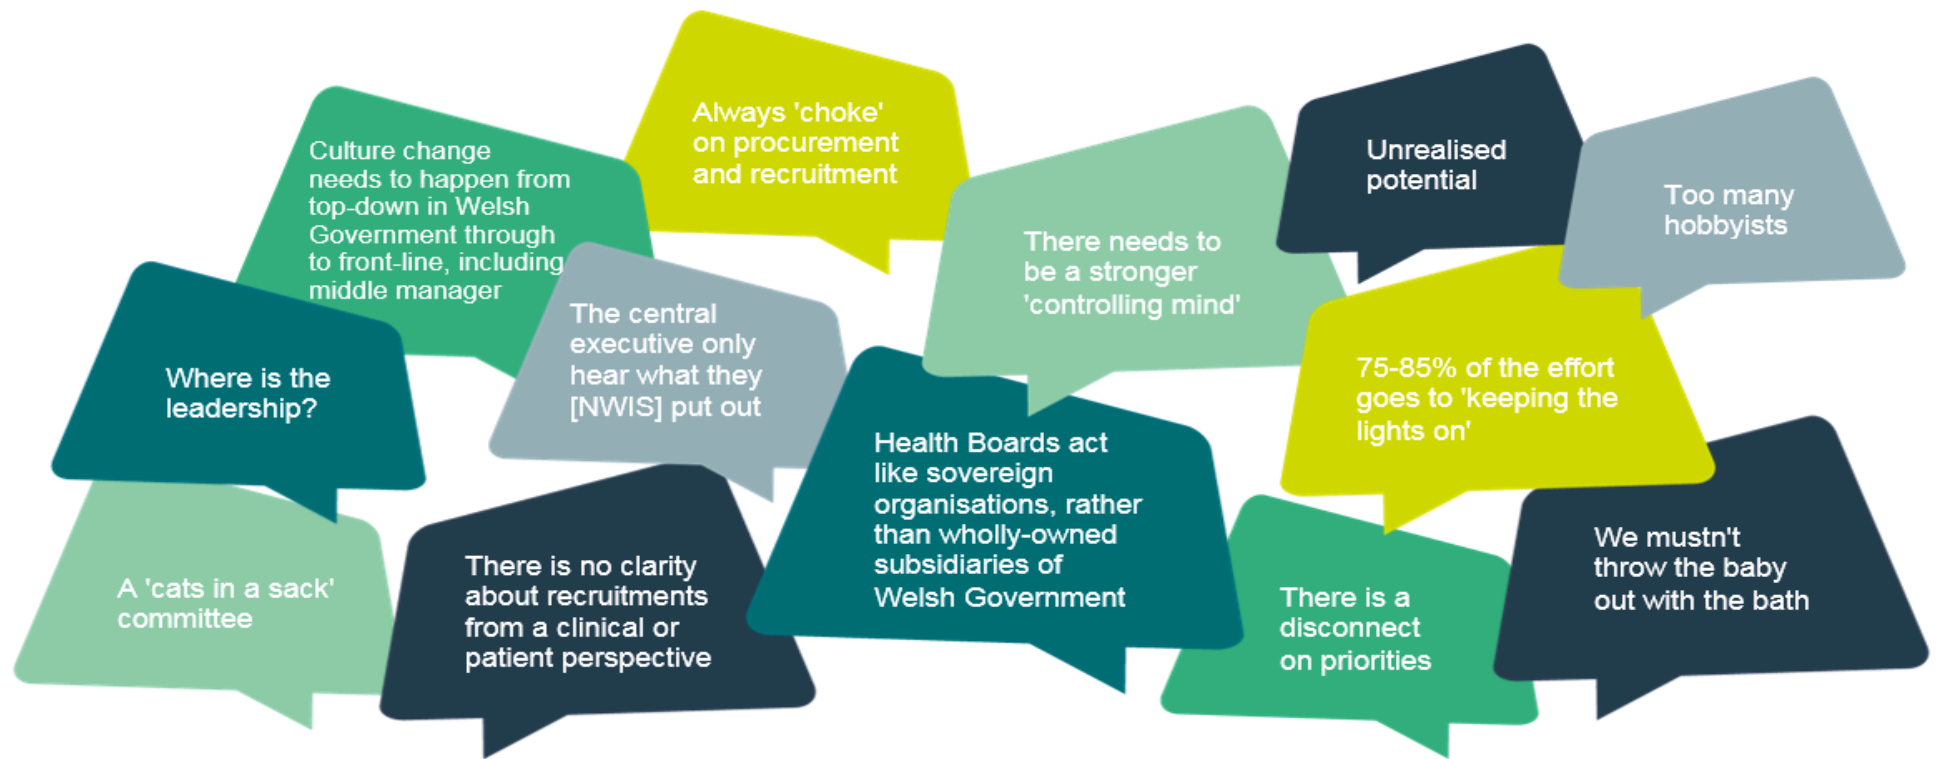 Culture change
needs to happen from
top-down in Welsh
Government through
to front-line, including
middle manager
Always 'choke'
on procurement
and recruitment
There needs to
be a stronger
'controlling mind'
Unrealised
potential
Too many
hobbyists
Where is the
leadership?
The central
executive only
hear what they
[NWIS] put out
Health Boards act
like sovereign
organisations, rather
than wholly-owned
subsidiaries of
Welsh Government
75-85% of the effort
goes to 'keeping the
lights on'
A 'cats in a sack'
committee
There is no clarity
about recruitments
from a clinical or
patient perspective
There is a
disconnect
on priorities
We mustn't
throw the baby
out with the bath